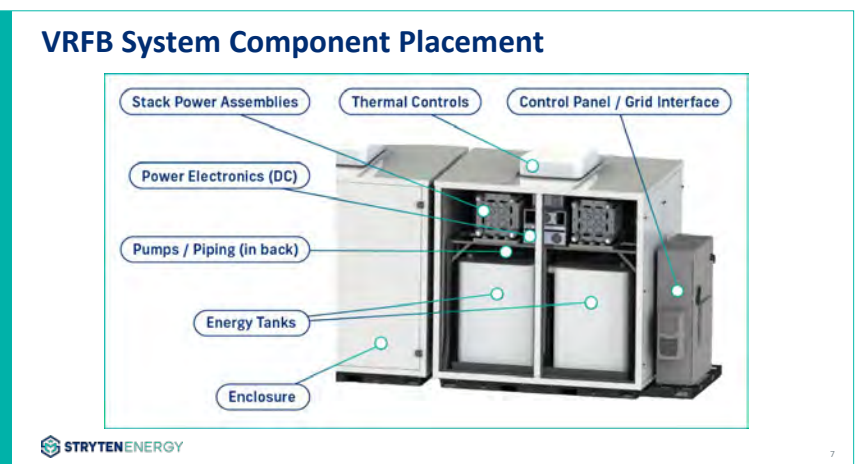 VRFB System Component Placement
Stack Power Assemblies
Thermal Controls
Control Panel / Grid Interface
Power Electronics (DC)
Pumps / Piping (in back)
Energy Tanks
Enclosure
STRYTENENERGY
7